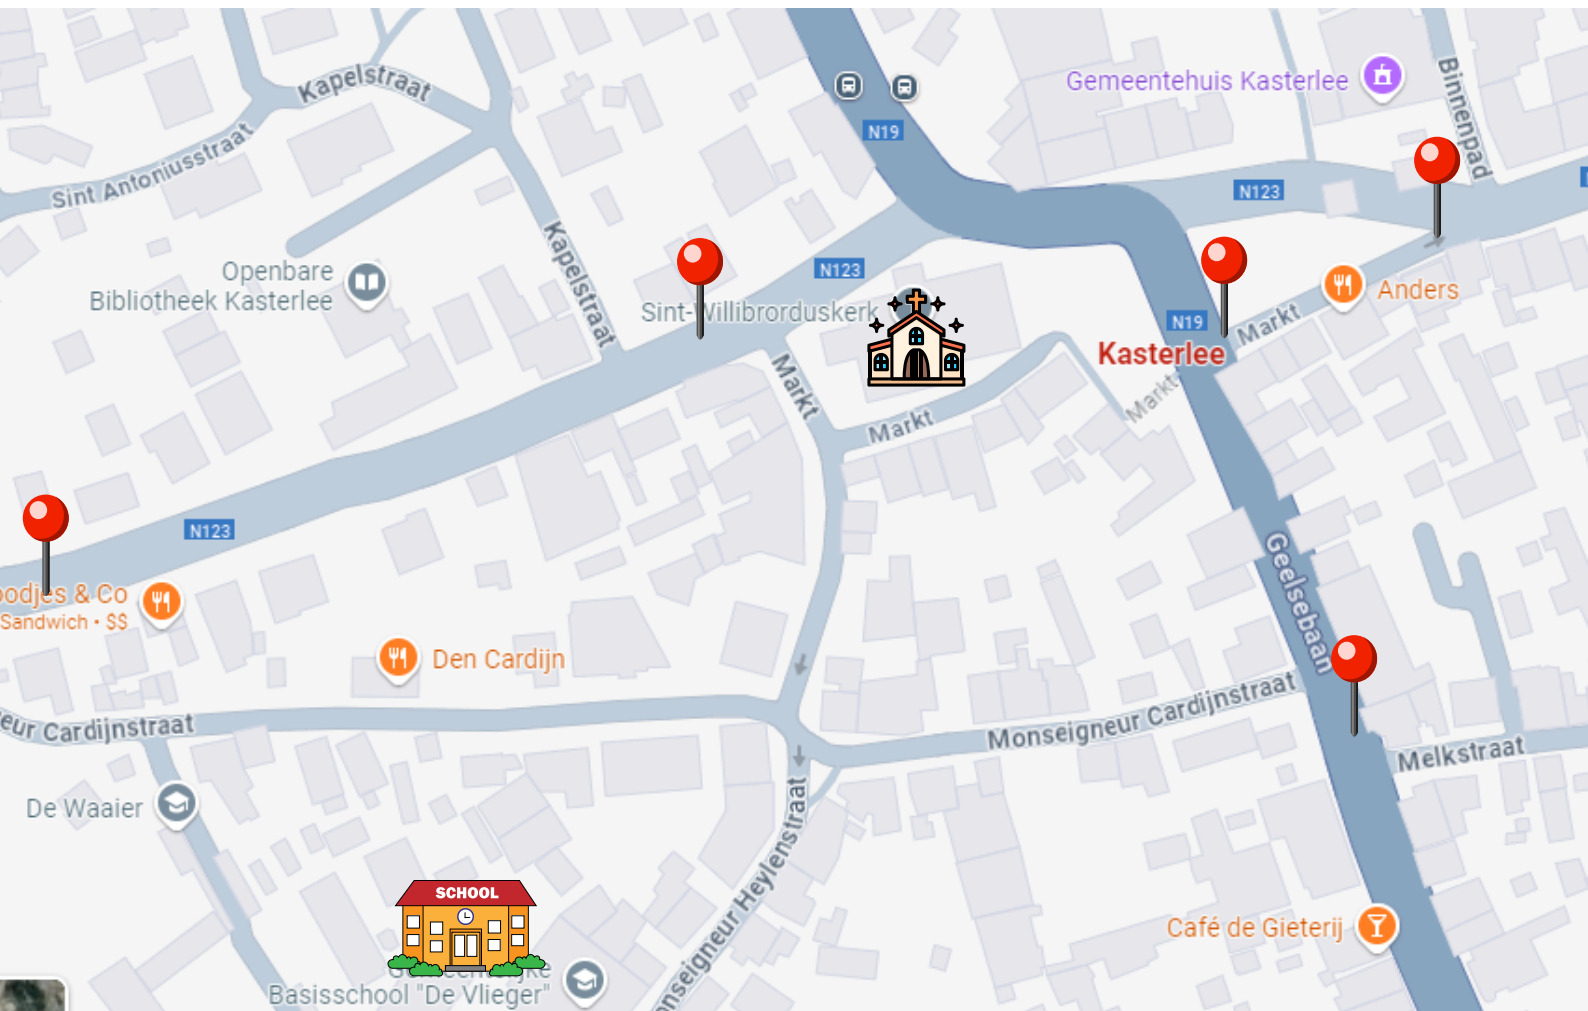 Kapelstraat
Gemeentehuis Kasterlee
Binnenpad
N19
Sint Antoniusstraat
N123
Kapelstraat
Openbare
Bibliotheek Kasterlee
N123
Sint-Willibrorduskerk
Anders
N19
Markt
Kasterlee
Markt
Markt
Markt
N123
Geelsebaan
odjes & Co
Sandwich • $$
Den Cardijn
eur Cardijnstraat
Monseigneur Cardijnstraat
Melkstraat
De Waaier
nseigneur Heylenstraat
SCHOOL
Café de Gieterij
Basisschool "De Vlieger"